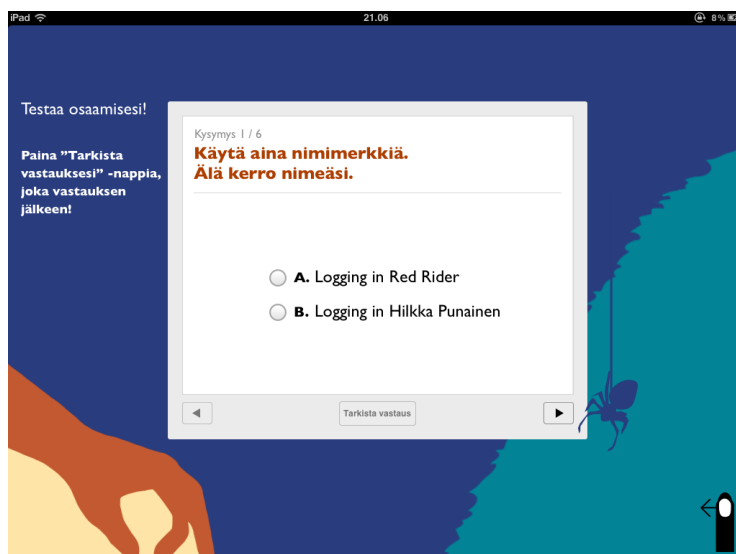 iPad 21.06 8%
Testaa osaamisesi!
Paina ”Tarkista
vastauksesi” -nappia,
joka vastauksen
jälkeen!
Kysymys 1 / 6
Käytä aina nimimerkkiä.
Älä kerro nimeäsi.
A. Logging in Red Rider
B. Logging in Hilkka Punainen
Tarkista vastaus